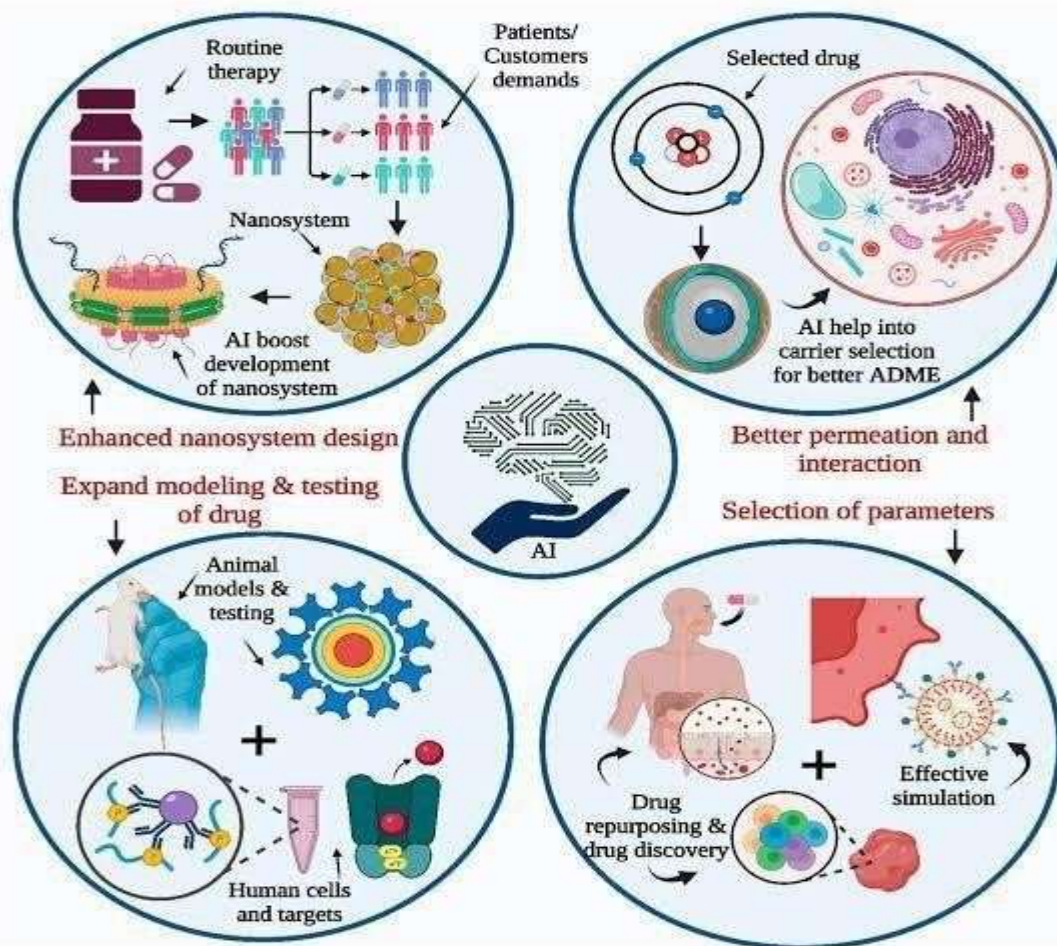 Routine
therapy
Patients/
Customers
demands
Nanosystem
AI boost
development
of nanosystem
Selected drug
AI help into
carrier selection
for better ADME
Enhanced nanosystem design
Better permeation and
interaction
AI
Expand modeling & testing
of drug
Selection of parameters
Animal
models &
testing
Human cells
and targets
Drug
repurposing &
drug discovery
Effective
simulation